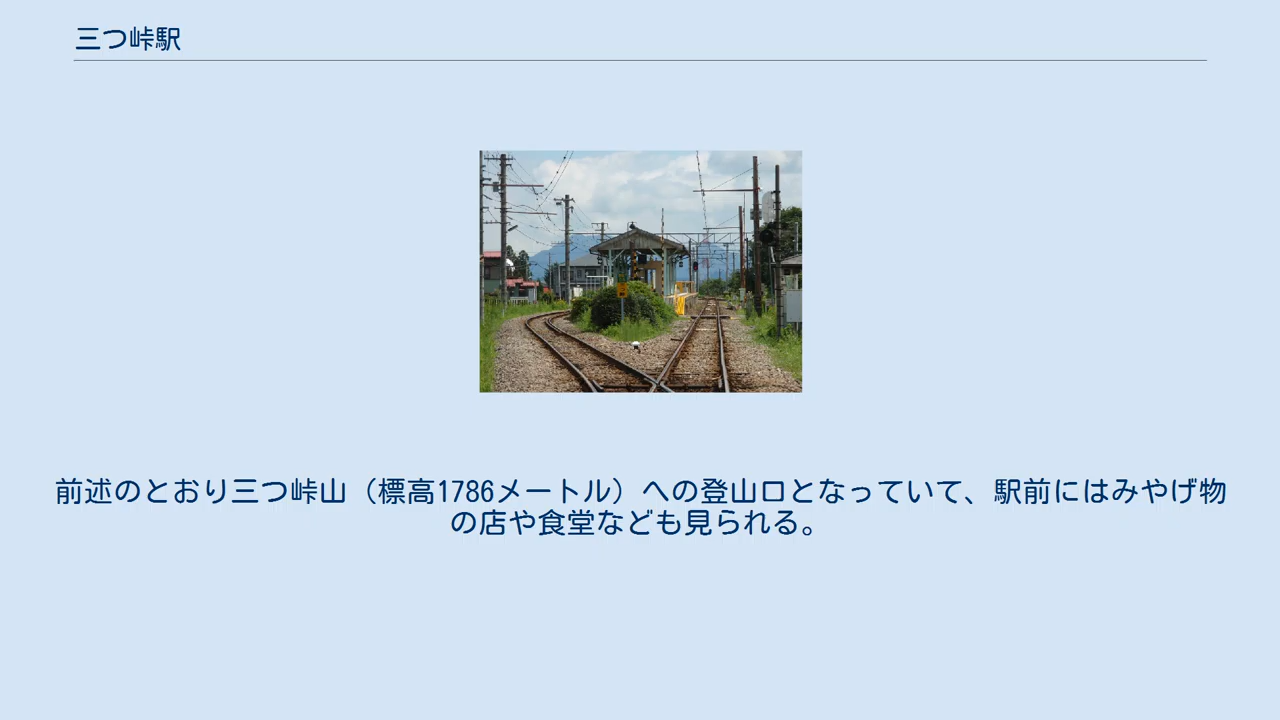 三つ峠駅
前述のとおり三つ峠山（標高1786メートル）への登山口となっていて、駅前にはみやげ物
の店や食堂なども見られる。